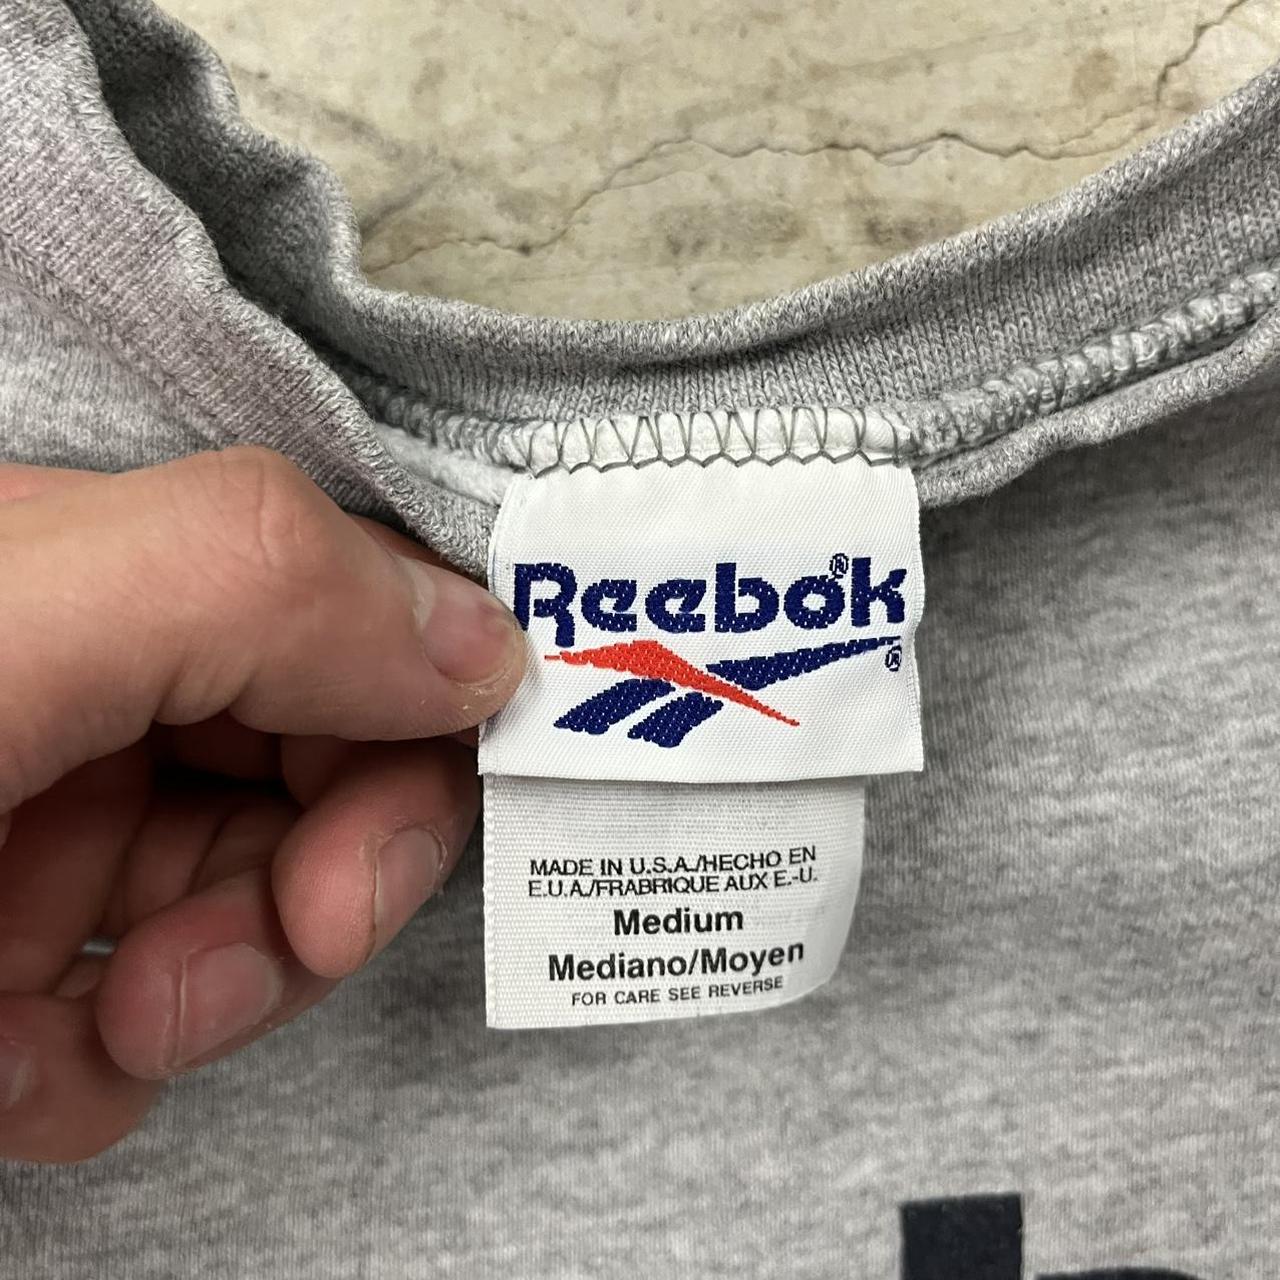 Reebok®
®
MADE IN U.S.A./HECHO EN
E.U.A./FRABRIQUE AUX E.-U.
Medium
Mediano/Moyen
FOR CARE SEE REVERSE